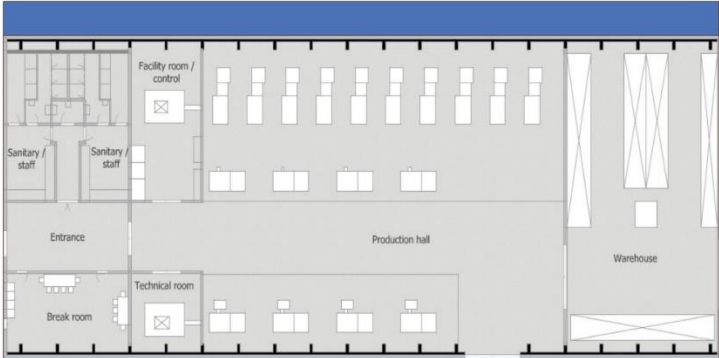 Facility room /
control
Sanitary /
staff
Sanitary /
staff
Entrance
Production hall
Warehouse
Technical room
Break room